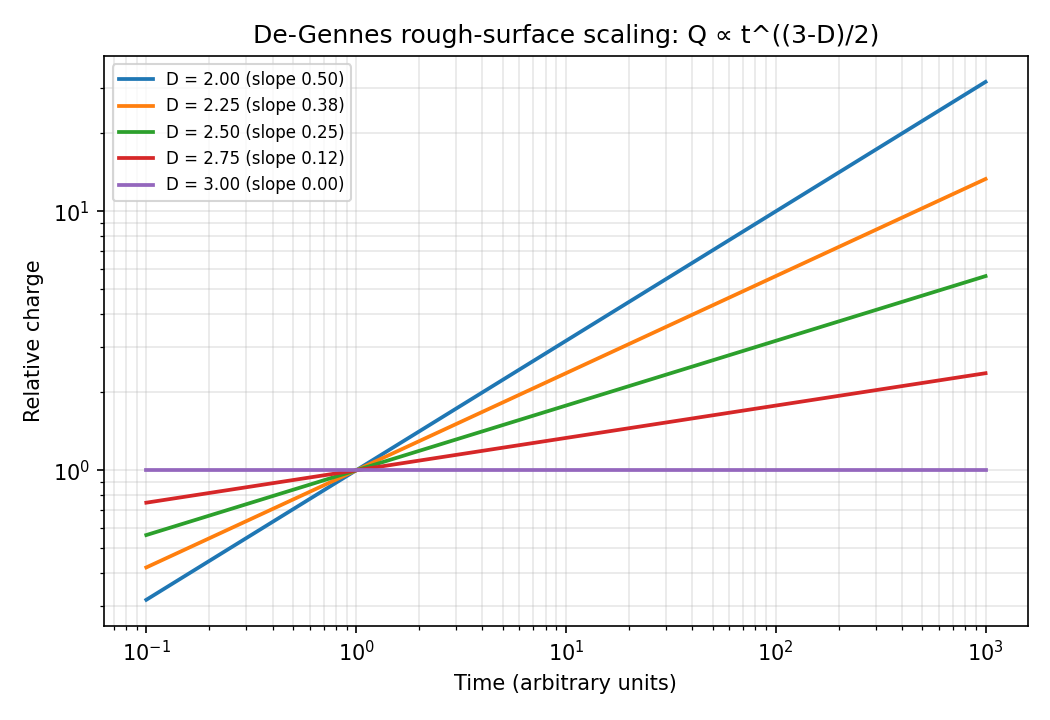 De-Gennes rough-surface scaling: Q ∝ t^((3-D)/2)
D = 2.00 (slope 0.50)
D = 2.25 (slope 0.38)
D = 2.50 (slope 0.25)
D = 2.75 (slope 0.12)
D = 3.00 (slope 0.00)
Relative charge
10¹
10⁰
10⁻¹
10⁰
10¹
10²
10³
Time (arbitrary units)